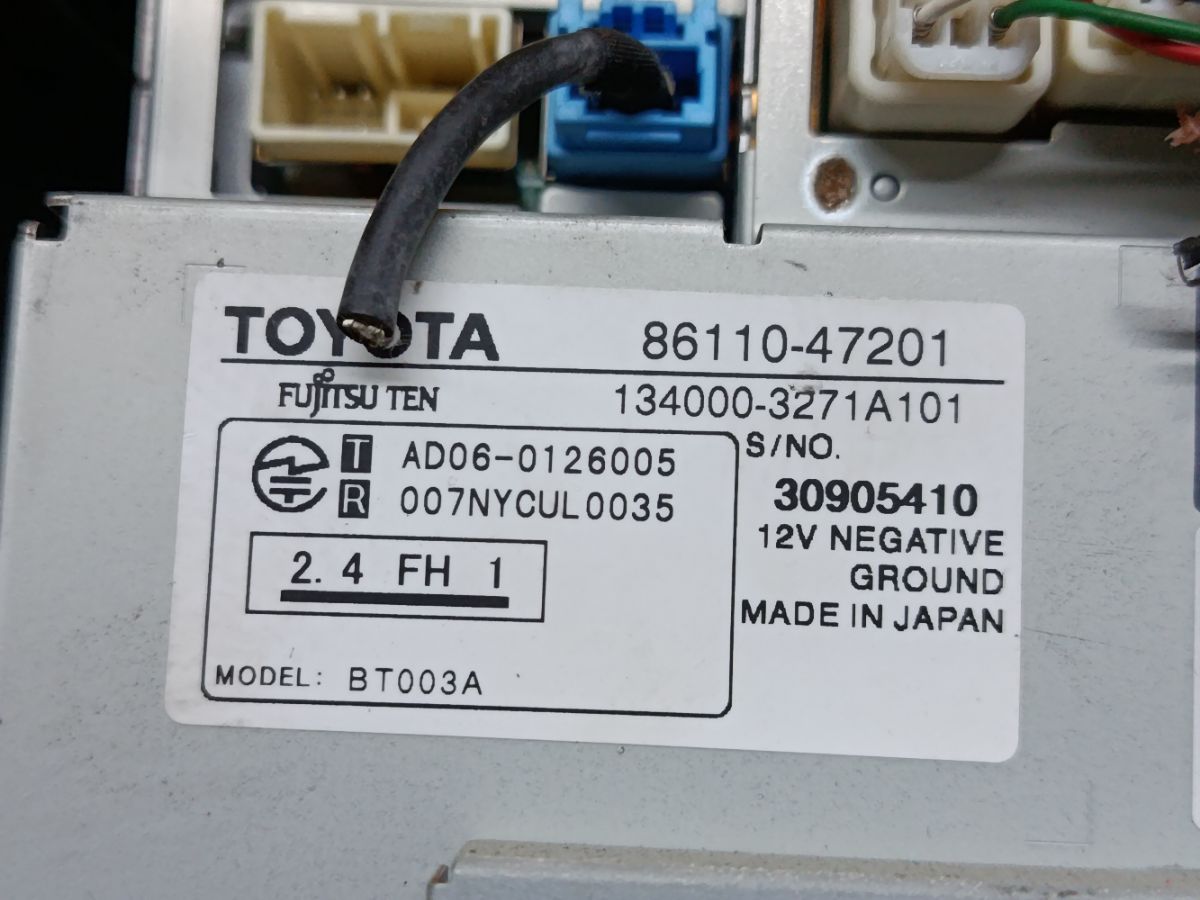 TOYOTA 86110-47201
FUJITSU TEN 134000-3271A101
T AD06-0126005
R 007NYCUL0035
S/NO.
30905410
12V NEGATIVE
GROUND
MADE IN JAPAN
2.4 FH 1
MODEL: BT003A